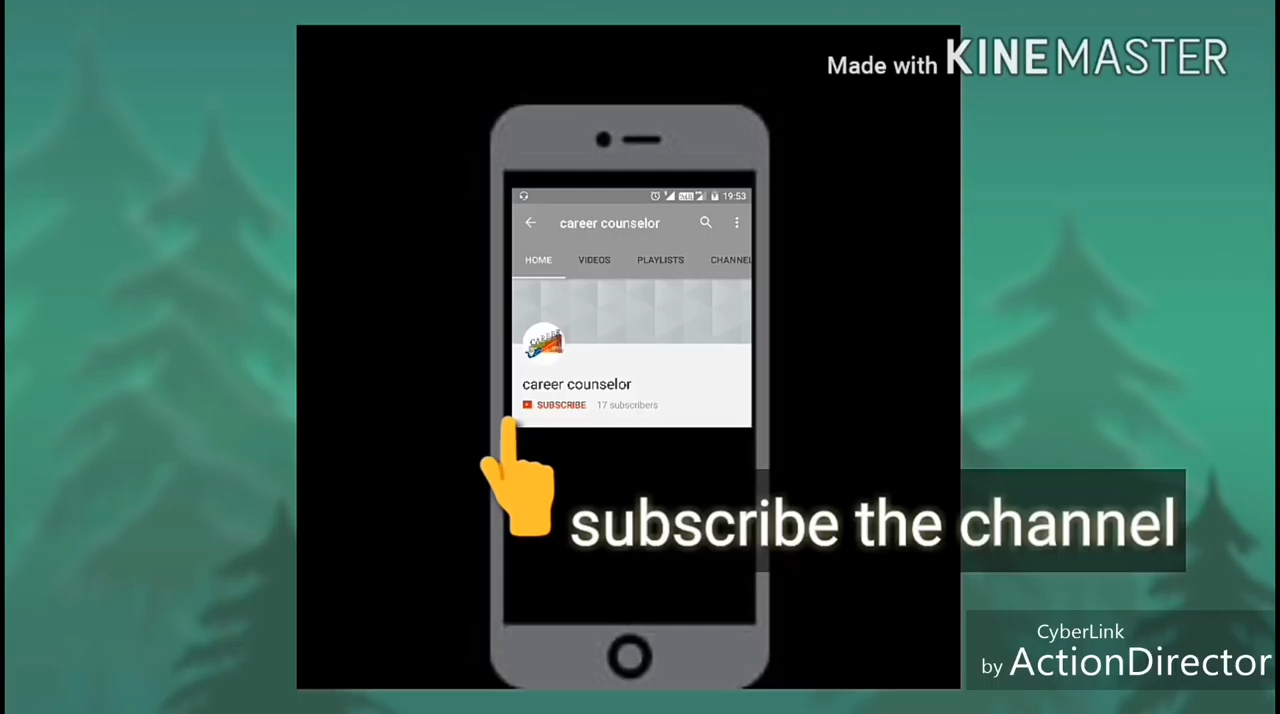 Made with KINEMASTER
19:53
career counselor
HOME VIDEOS PLAYLISTS CHANNEL
CAREER
career counselor
SUBSCRIBE 17 subscribers
subscribe the channel
CyberLink
by ActionDirector